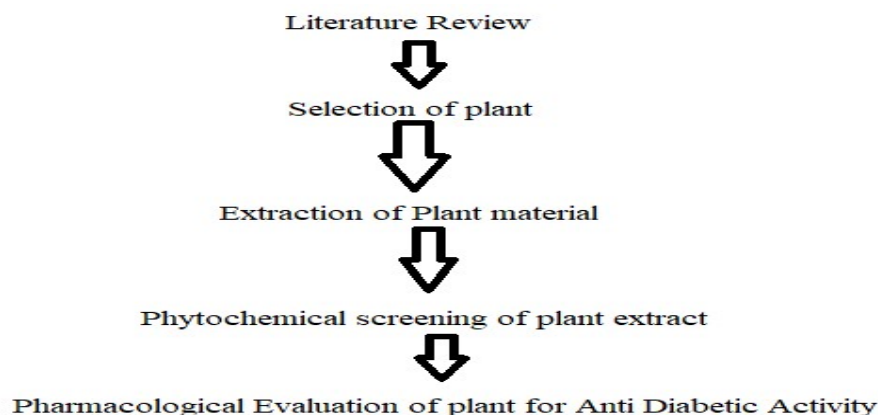 Literature Review
Selection of plant
Extraction of Plant material
Phytochemical screening of plant extract
Pharmacological Evaluation of plant for Anti Diabetic Activity